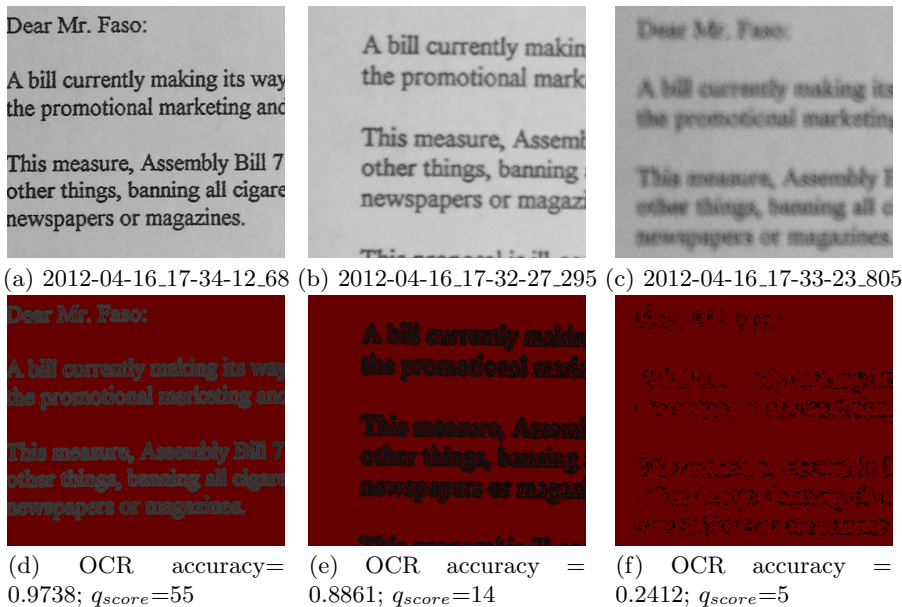 Dear Mr. Faso:
A bill currently making its way
the promotional marketing and
This measure, Assembly Bill 7
other things, banning all cigare
newspapers or magazines.
A bill currently makin
the promotional mark
This measure, Assemb
other things, banning
newspapers or magazi
Dear Mr. Faso:
A bill currently making its
the promotional marketing
This measure, Assembly
other things, banning all c
newspapers or magazines.
(a) 2012-04-16_17-34-12_68
(b) 2012-04-16_17-32-27_295
(c) 2012-04-16_17-33-23_805
Dear Mr. Faso:
A bill currently making its way
the promotional marketing and
This measure, Assembly Bill 7
other things, banning all cigare
newspapers or magazines.
A bill currently makin
the promotional mark
This measure, Assemb
other things, banning
newspapers or magazi
(d) OCR accuracy=
0.9738; qscore=55
(e) OCR accuracy =
0.8861; qscore=14
(f) OCR accuracy =
0.2412; qscore=5